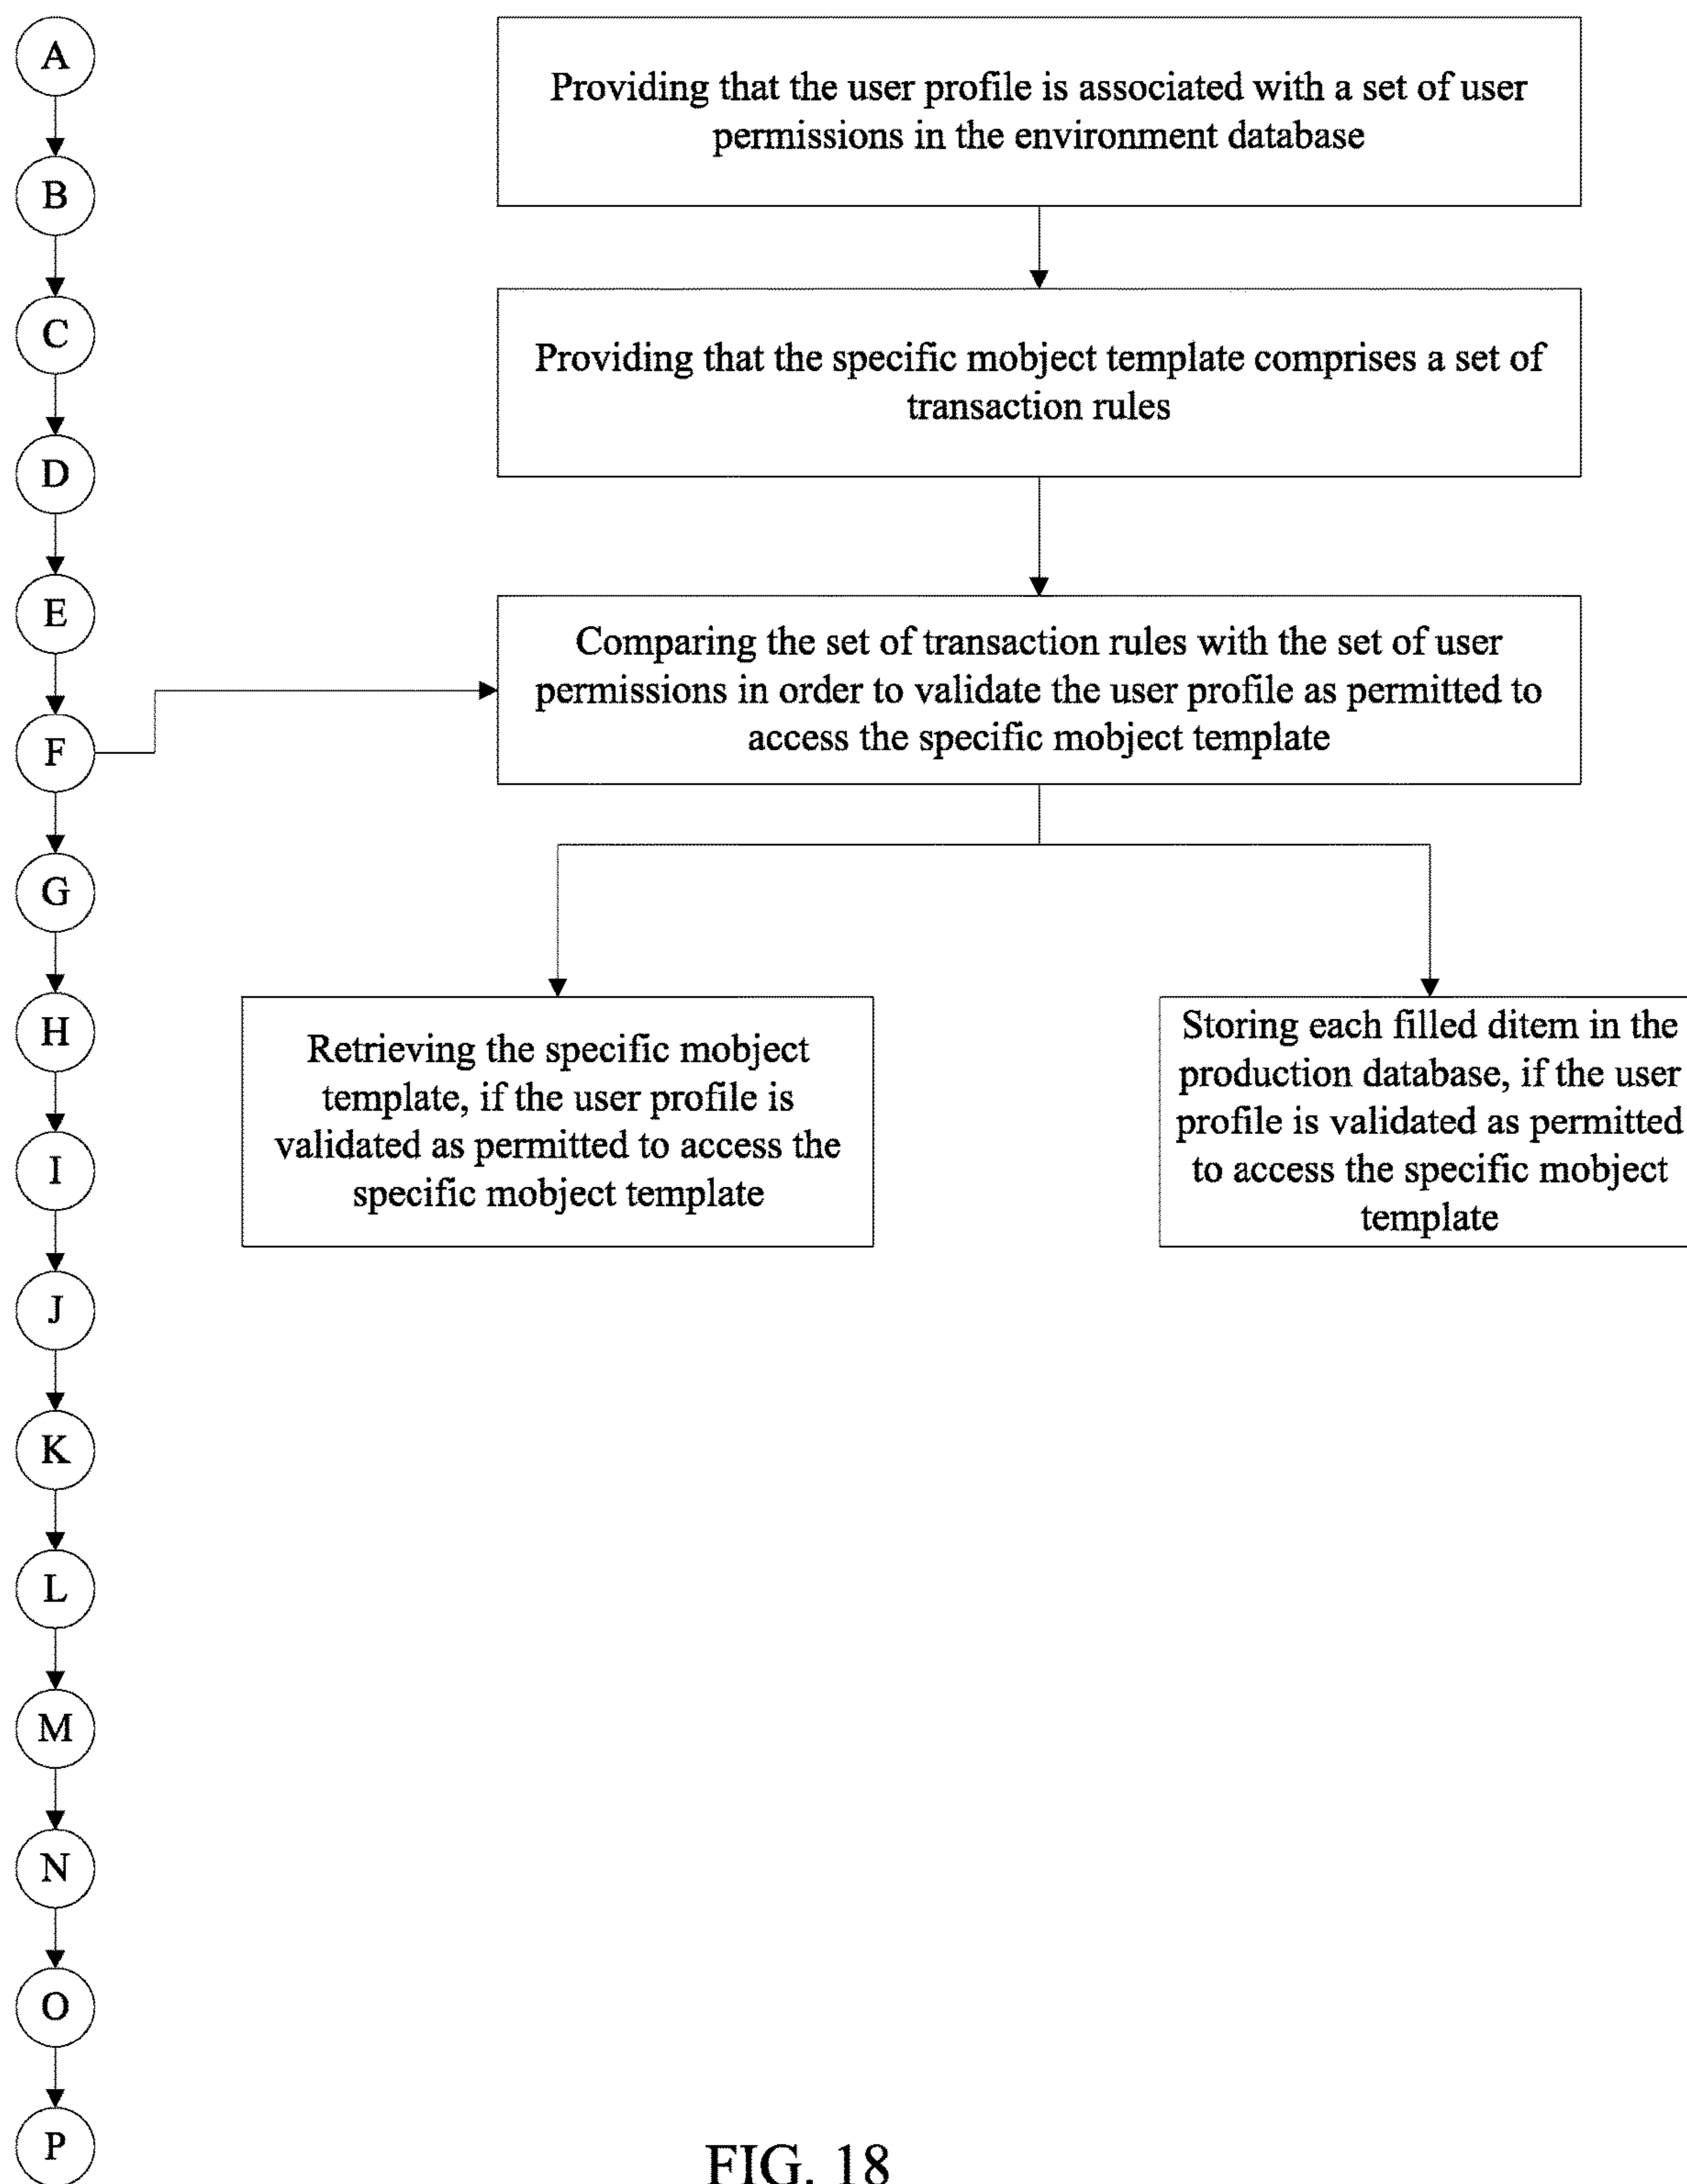 A
B
C
D
E
F
G
H
I
J
K
L
M
N
O
P
Providing that the user profile is associated with a set of user
permissions in the environment database
Providing that the specific mobject template comprises a set of
transaction rules
Comparing the set of transaction rules with the set of user
permissions in order to validate the user profile as permitted to
access the specific mobject template
Retrieving the specific mobject
template, if the user profile is
validated as permitted to access the
specific mobject template
Storing each filled ditem in the
production database, if the user
profile is validated as permitted
to access the specific mobject
template
FIG. 18